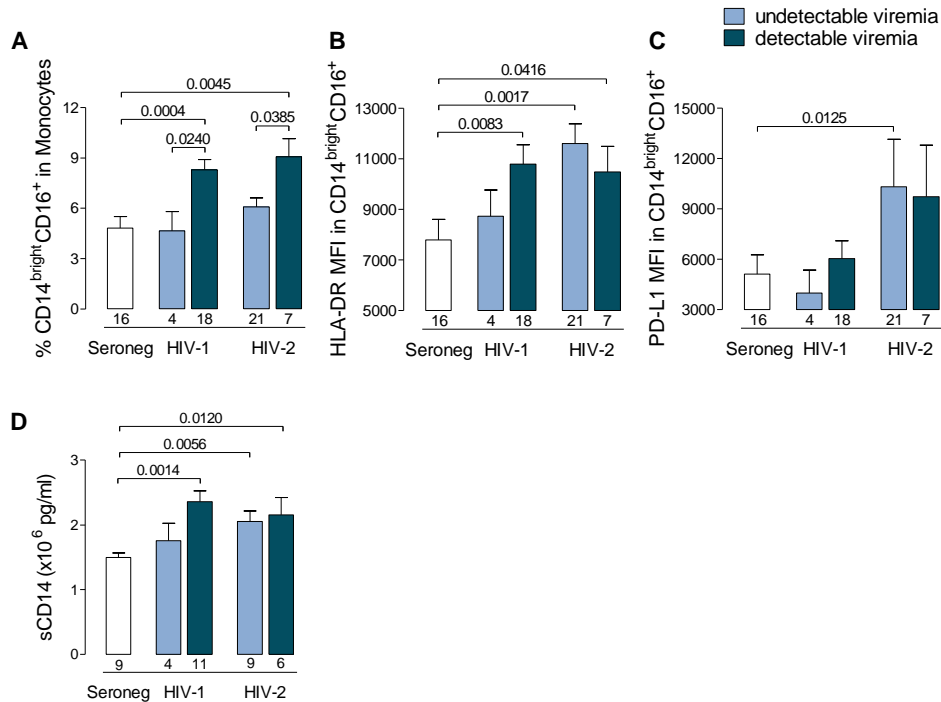 undetectable viremia
detectable viremia
A
% CD14brightCD16+ in Monocytes
12
9
6
3
0
0.0045
0.0004
0.0240
0.0385
16 4 18 21 7
Seroneg HIV-1 HIV-2
B
HLA-DR MFI in CD14brightCD16+
13000
11000
9000
7000
5000
0.0416
0.0017
0.0083
16 4 18 21 7
Seroneg HIV-1 HIV-2
C
PD-L1 MFI in CD14brightCD16+
15000
12000
9000
6000
3000
0.0125
16 4 18 21 7
Seroneg HIV-1 HIV-2
D
sCD14 (x10^6 pg/ml)
3
2
1
0
0.0120
0.0056
0.0014
9 4 11 9 6
Seroneg HIV-1 HIV-2